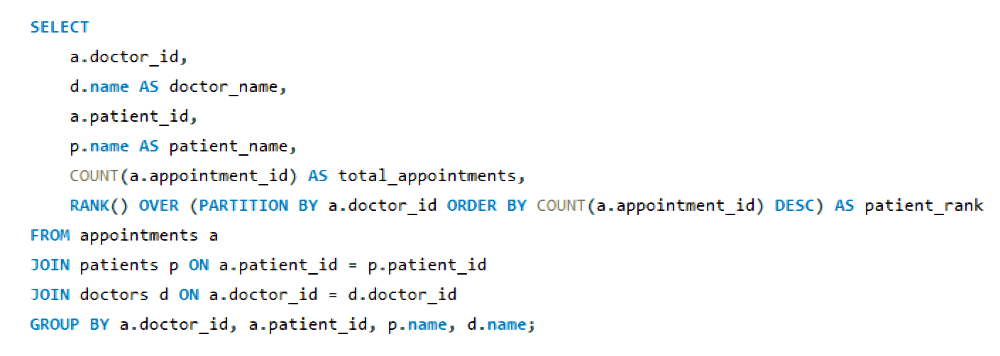 SELECT
a.doctor_id,
d.name AS doctor_name,
a.patient_id,
p.name AS patient_name,
COUNT(a.appointment_id) AS total_appointments,
RANK() OVER (PARTITION BY a.doctor_id ORDER BY COUNT(a.appointment_id) DESC) AS patient_rank
FROM appointments a
JOIN patients p ON a.patient_id = p.patient_id
JOIN doctors d ON a.doctor_id = d.doctor_id
GROUP BY a.doctor_id, a.patient_id, p.name, d.name;